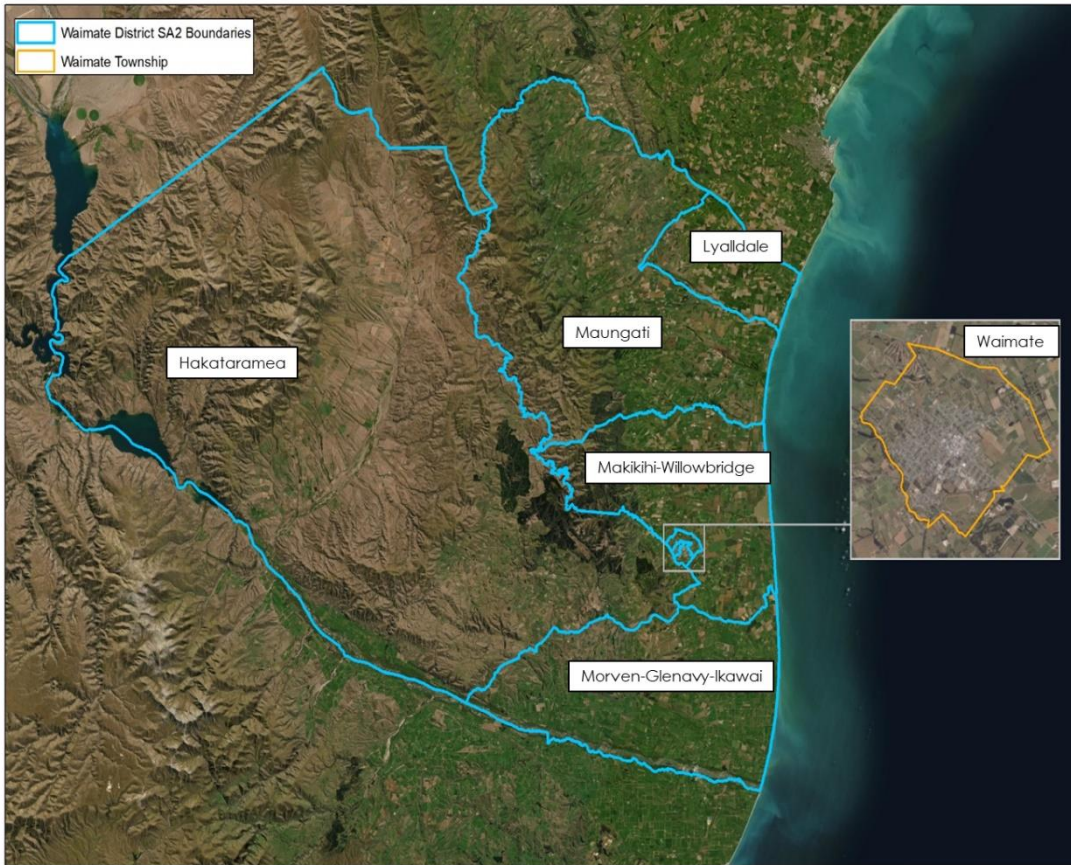 Waimate District SA2 Boundaries
Waimate Township
Lyalldale
Maungati
Waimate
Hakataramea
Makikihi-Willowbridge
Morven-Glenavy-Ikawai